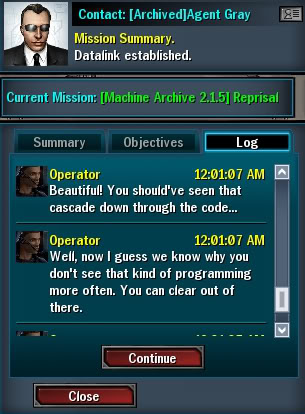 Contact: [Archived]Agent Gray
Mission Summary.
Datalink established.
Current Mission: [Machine Archive 2.1.5] Reprisal
Summary Objectives Log
Operator 12:01:07 AM
Beautiful! You should've seen that
cascade down through the code...
Operator 12:01:07 AM
Well, now I guess we know why you
don't see that kind of programming
more often. You can clear out of
there.
Continue
Close